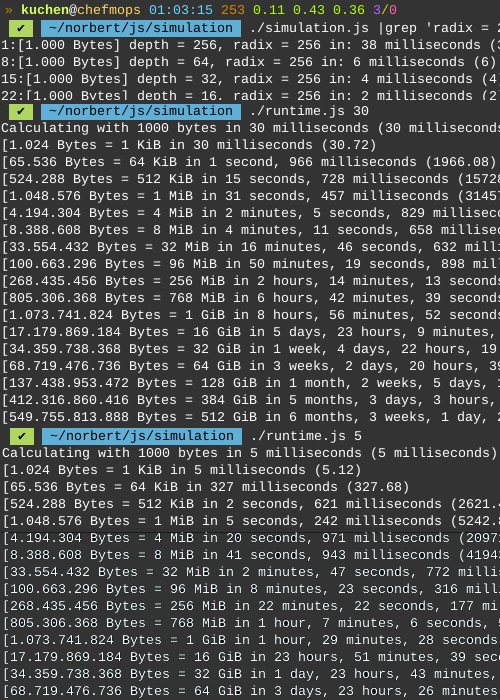 » kuchen@chefmops 01:03:15 253 0.11 0.43 0.36 3/0
✔ ~/norbert/js/simulation ./simulation.js |grep 'radix = 2
1:[1.000 Bytes] depth = 256, radix = 256 in: 38 milliseconds (3
8:[1.000 Bytes] depth = 64, radix = 256 in: 6 milliseconds (6)
15:[1.000 Bytes] depth = 32, radix = 256 in: 4 milliseconds (4
22:[1.000 Bytes] depth = 16, radix = 256 in: 2 milliseconds (2)
✔ ~/norbert/js/simulation ./runtime.js 30
Calculating with 1000 bytes in 30 milliseconds (30 milliseconds
[1.024 Bytes = 1 KiB in 30 milliseconds (30.72)
[65.536 Bytes = 64 KiB in 1 second, 966 milliseconds (1966.08)
[524.288 Bytes = 512 KiB in 15 seconds, 728 milliseconds (15728
[1.048.576 Bytes = 1 MiB in 31 seconds, 457 milliseconds (31457
[4.194.304 Bytes = 4 MiB in 2 minutes, 5 seconds, 829 millisec
[8.388.608 Bytes = 8 MiB in 4 minutes, 11 seconds, 658 millisec
[33.554.432 Bytes = 32 MiB in 16 minutes, 46 seconds, 632 mill
[100.663.296 Bytes = 96 MiB in 50 minutes, 19 seconds, 898 mil
[268.435.456 Bytes = 256 MiB in 2 hours, 14 minutes, 13 seconds
[805.306.368 Bytes = 768 MiB in 6 hours, 42 minutes, 39 seconds
[1.073.741.824 Bytes = 1 GiB in 8 hours, 56 minutes, 52 seconds
[17.179.869.184 Bytes = 16 GiB in 5 days, 23 hours, 9 minutes,
[34.359.738.368 Bytes = 32 GiB in 1 week, 4 days, 22 hours, 19
[68.719.476.736 Bytes = 64 GiB in 3 weeks, 2 days, 20 hours, 39
[137.438.953.472 Bytes = 128 GiB in 1 month, 2 weeks, 5 days,
[412.316.860.416 Bytes = 384 GiB in 5 months, 3 days, 3 hours,
[549.755.813.888 Bytes = 512 GiB in 6 months, 3 weeks, 1 day, 2
✔ ~/norbert/js/simulation ./runtime.js 5
Calculating with 1000 bytes in 5 milliseconds (5 milliseconds)
[1.024 Bytes = 1 KiB in 5 milliseconds (5.12)
[65.536 Bytes = 64 KiB in 327 milliseconds (327.68)
[524.288 Bytes = 512 KiB in 2 seconds, 621 milliseconds (2621.4
[1.048.576 Bytes = 1 MiB in 5 seconds, 242 milliseconds (5242.8
[4.194.304 Bytes = 4 MiB in 20 seconds, 971 milliseconds (2097
[8.388.608 Bytes = 8 MiB in 41 seconds, 943 milliseconds (4194
[33.554.432 Bytes = 32 MiB in 2 minutes, 47 seconds, 772 milli
[100.663.296 Bytes = 96 MiB in 8 minutes, 23 seconds, 316 mill
[268.435.456 Bytes = 256 MiB in 22 minutes, 22 seconds, 177 mi
[805.306.368 Bytes = 768 MiB in 1 hour, 7 minutes, 6 seconds,
[1.073.741.824 Bytes = 1 GiB in 1 hour, 29 minutes, 28 seconds
[17.179.869.184 Bytes = 16 GiB in 23 hours, 51 minutes, 39 sec
[34.359.738.368 Bytes = 32 GiB in 1 day, 23 hours, 43 minutes,
[68.719.476.736 Bytes = 64 GiB in 3 days, 23 hours, 26 minutes